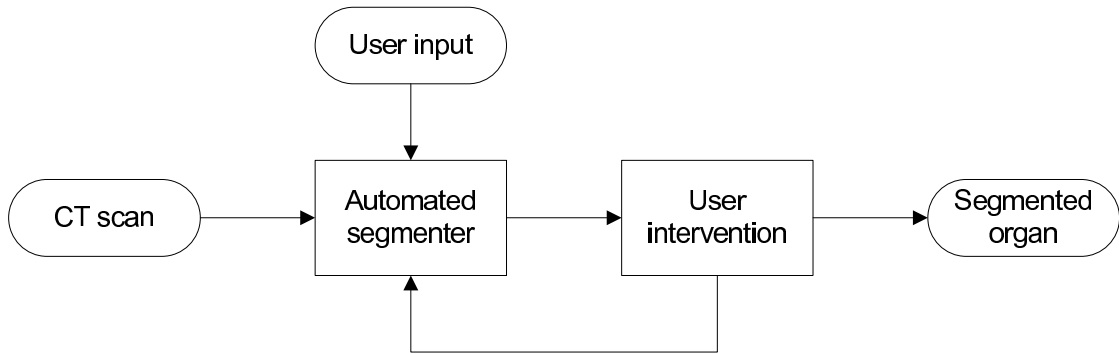 User input
CT scan
Automated
segmenter
User
intervention
Segmented
organ